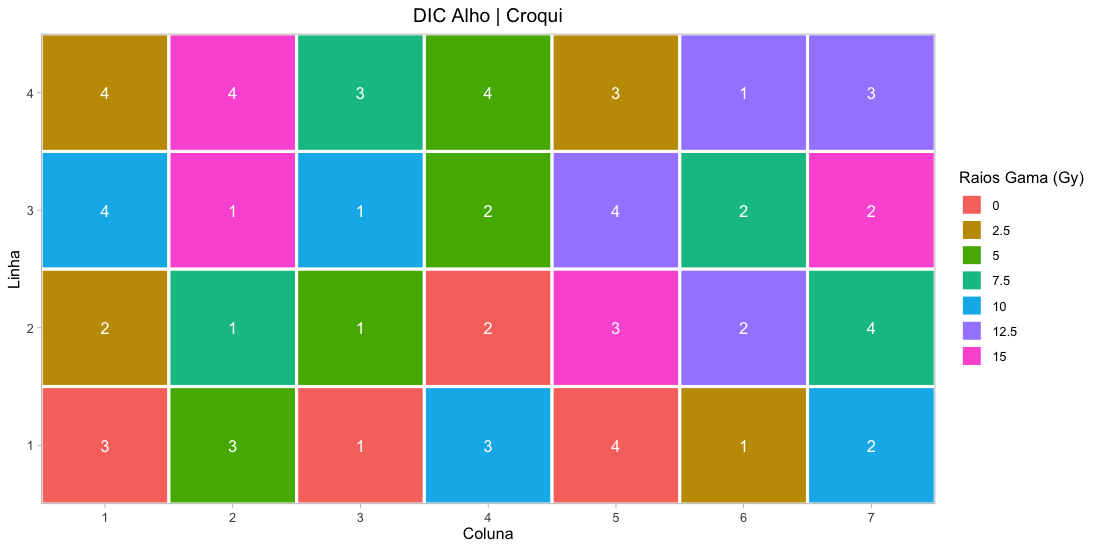 DIC Alho | Croqui
4 4 4 3 4 3 1 3
3 4 1 1 2 4 2 2
Linha
2 2 1 1 2 3 2 4
1 3 3 1 3 4 1 2
1 2 3 4 5 6 7
Coluna
Raios Gama (Gy)
0
2.5
5
7.5
10
12.5
15